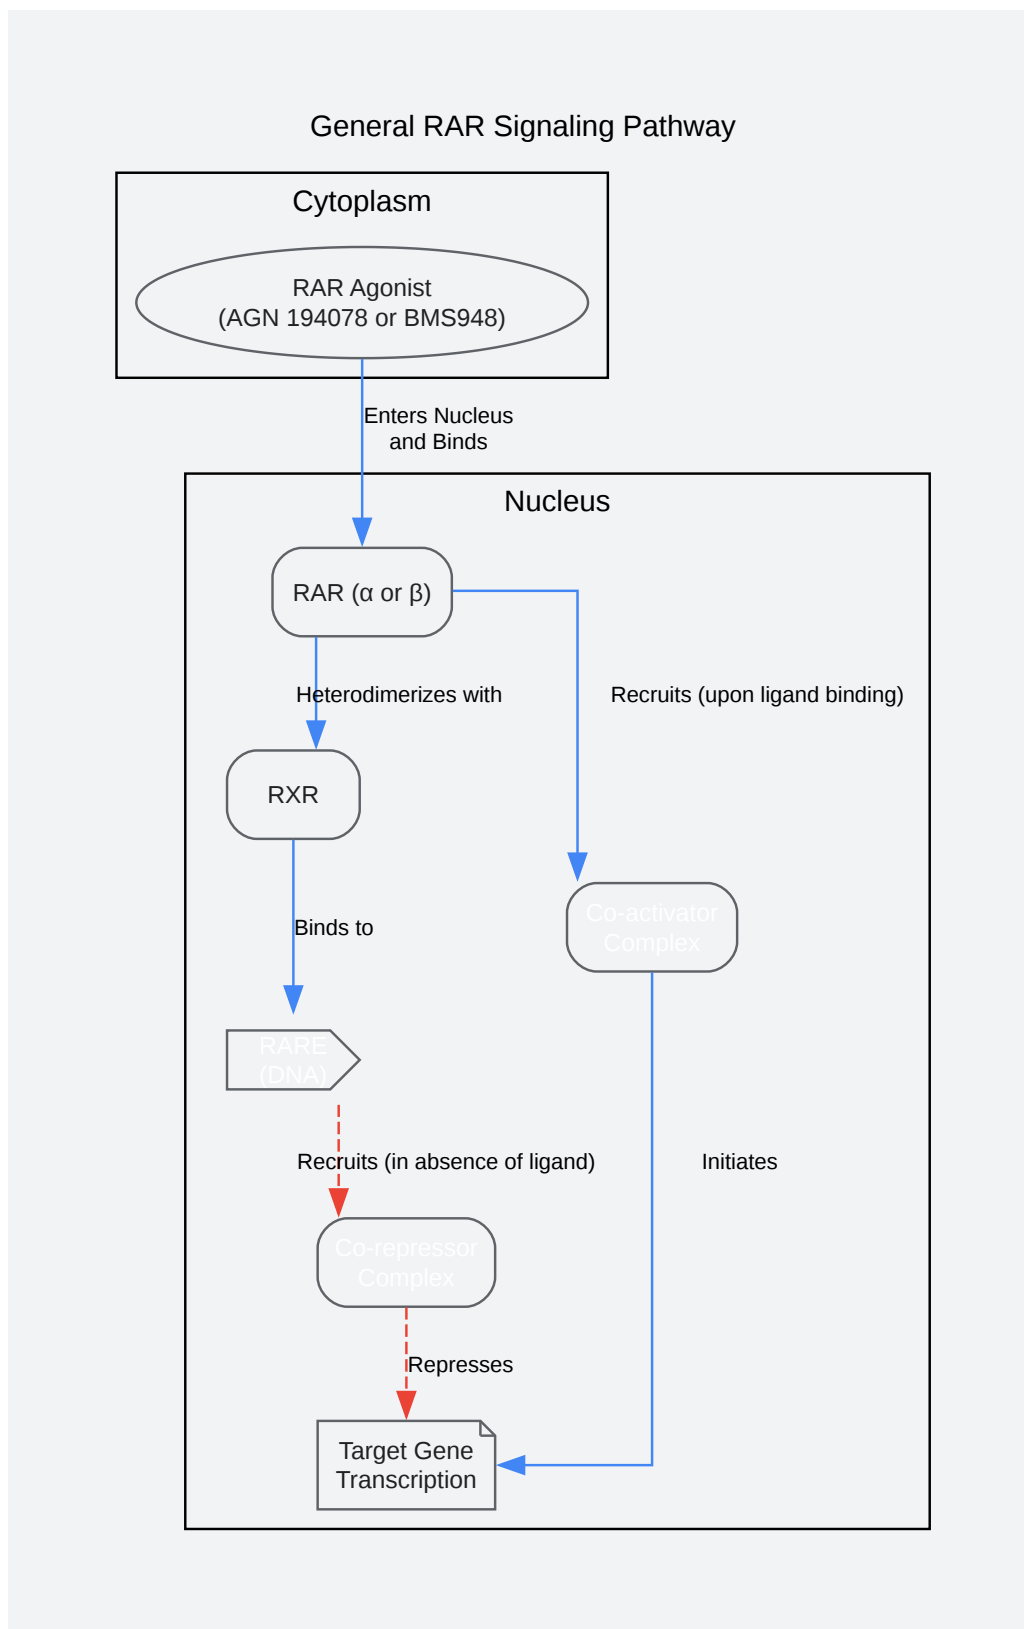 General RAR Signaling Pathway
Cytoplasm
RAR Agonist
(AGN 194078 or BMS948)
Enters Nucleus
and Binds
Nucleus
RAR (α or β)
Heterodimerizes with
Recruits (upon ligand binding)
RXR
Co-activator
Complex
Binds to
RARE
(DNA)
Recruits (in absence of ligand)
Initiates
Co-repressor
Complex
Represses
Target Gene
Transcription